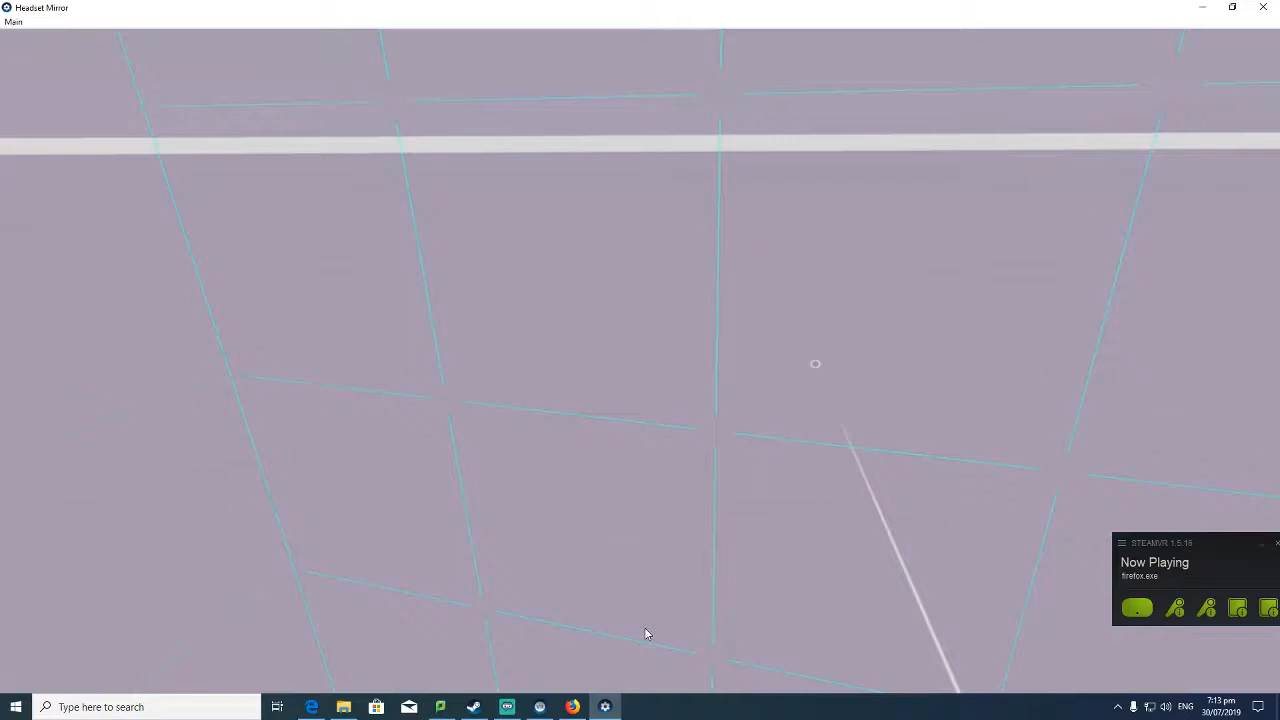 Headset Mirror
Main
STEAMVR 1.5.16
Now Playing
firefox.exe
Type here to search
ENG
7:13 pm
30/07/2019